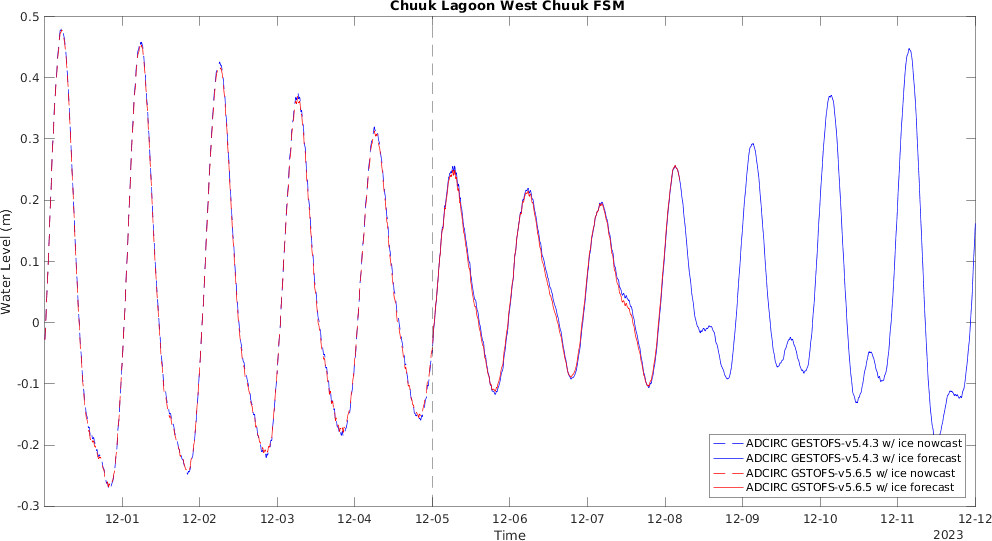 Chuuk Lagoon West Chuuk FSM
0.5
0.4
0.3
0.2
0.1
0
-0.1
-0.2
-0.3
Water Level (m)
12-01 12-02 12-03 12-04 12-05 12-06 12-07 12-08 12-09 12-10 12-11 12-12
Time
2023
ADCIRC GESTOFS-v5.4.3 w/ ice nowcast
ADCIRC GESTOFS-v5.4.3 w/ ice forecast
ADCIRC GSTOFS-v5.6.5 w/ ice nowcast
ADCIRC GSTOFS-v5.6.5 w/ ice forecast